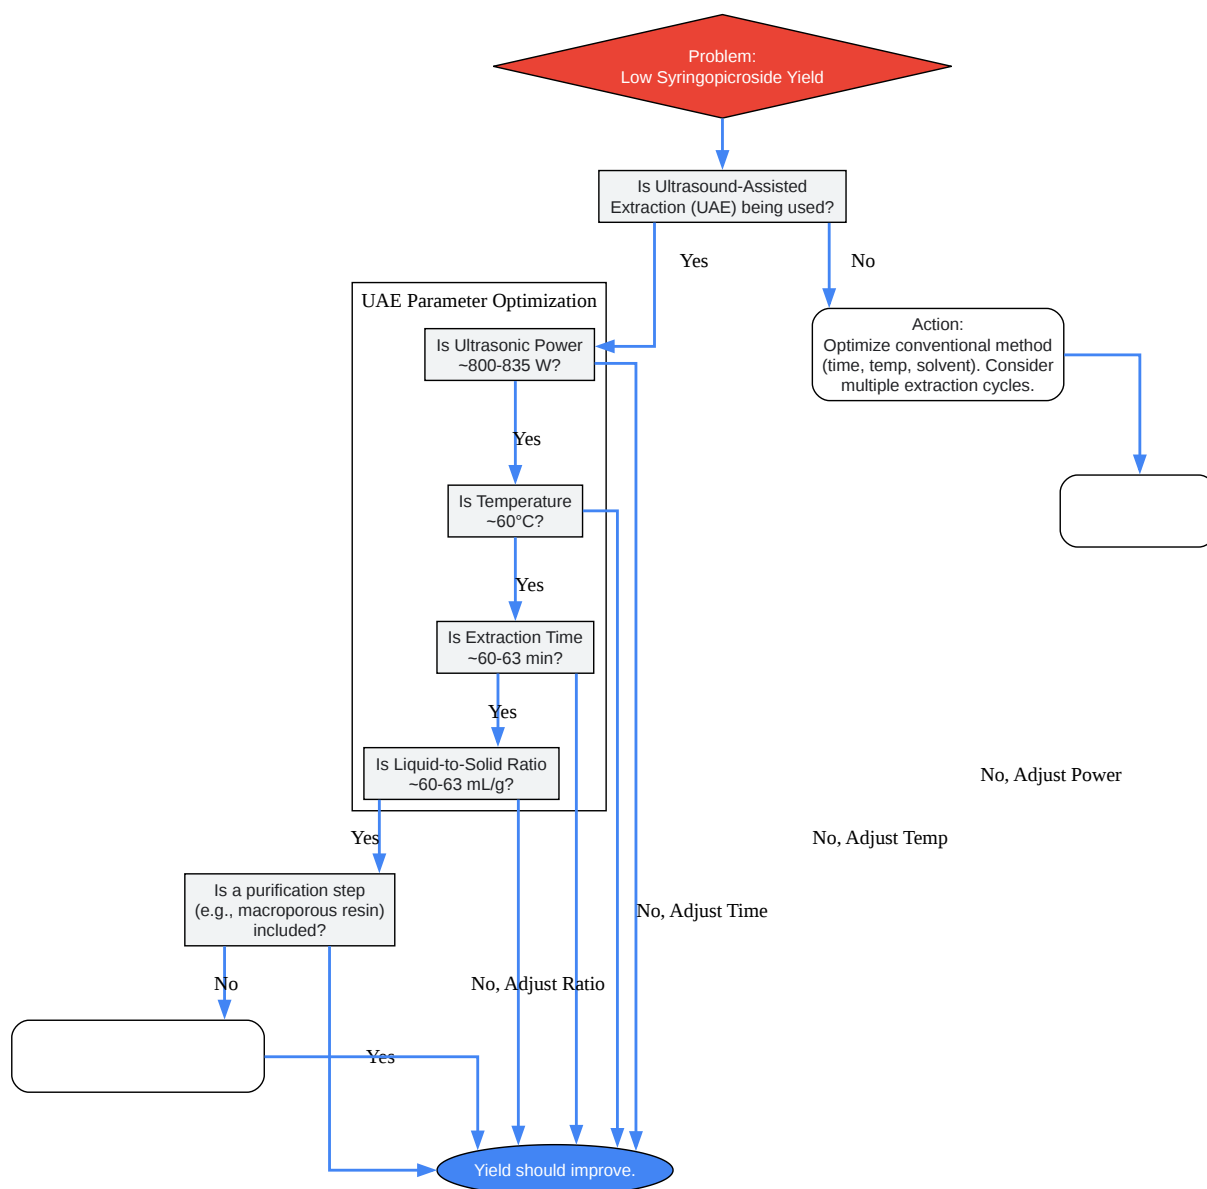 Problem:
Low Syringopicroside Yield
Is Ultrasound-Assisted
Extraction (UAE) being used?
Yes
No
UAE Parameter Optimization
Is Ultrasonic Power
~800-835 W?
Action:
Optimize conventional method
(time, temp, solvent). Consider
multiple extraction cycles.
Yes
Is Temperature
~60°C?
Yes
Is Extraction Time
~60-63 min?
Yes
Is Liquid-to-Solid Ratio
~60-63 mL/g?
No, Adjust Power
Yes
No, Adjust Temp
Is a purification step
(e.g., macroporous resin)
included?
No, Adjust Time
No
No, Adjust Ratio
Yes
Yield should improve.